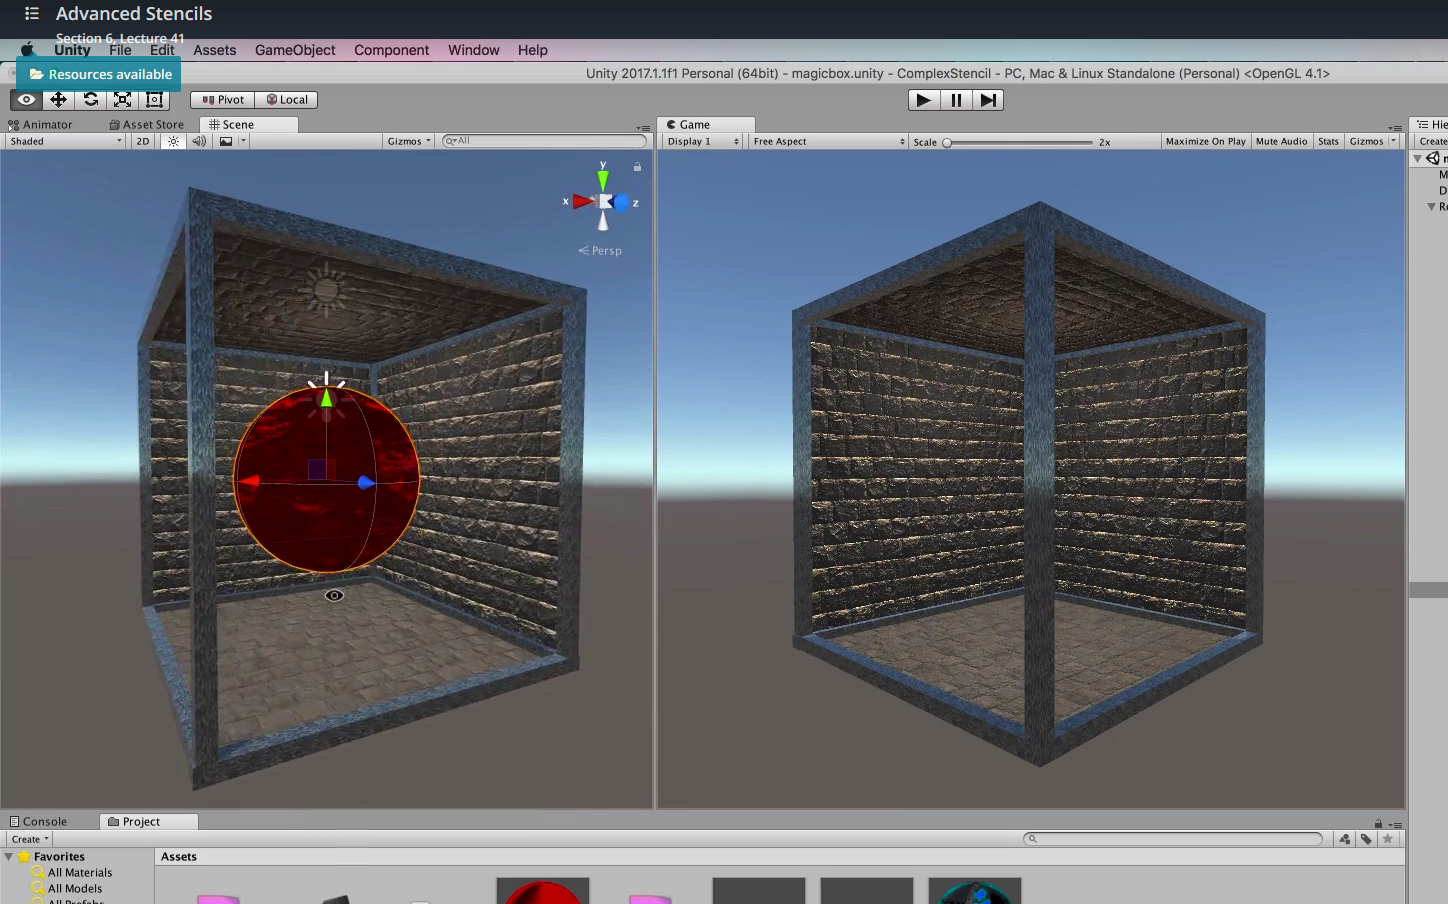 Advanced Stencils
Section 6, Lecture 41
Unity File Edit Assets GameObject Component Window Help
Resources available
Unity 2017.1.1f1 Personal (64bit) - magicbox.unity - ComplexStencil - PC, Mac & Linux Standalone (Personal) <OpenGL 4.1>
Pivot Local
Animator Asset Store Scene Game
Shaded 2D Gizmos All Display 1 Free Aspect Scale 2x Maximize On Play Mute Audio Stats Gizmos Create
y
x z
Persp
Console Project
Create
Favorites Assets
All Materials
All Models